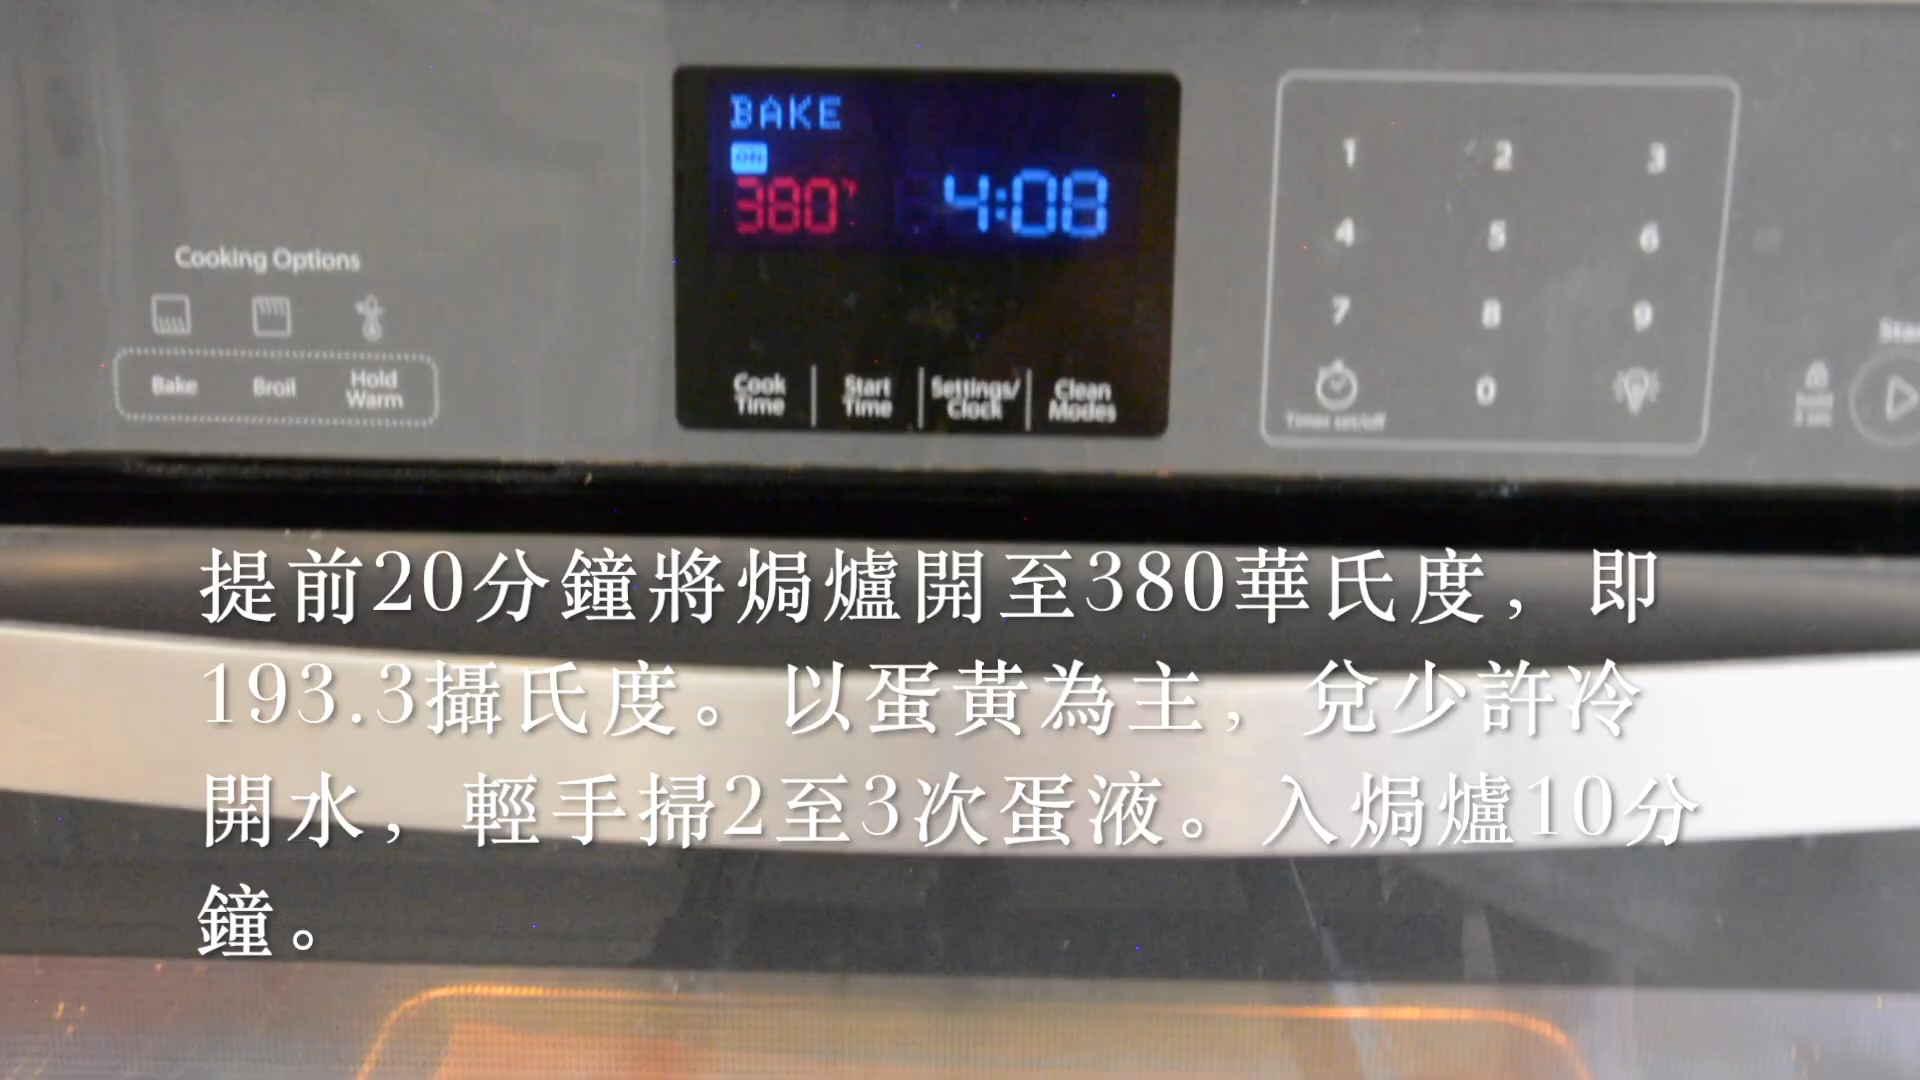 BAKE
ON
380°F
4:08
Cooking Options
Bake
Broil
Hold
Warm
Cook
Time
Start
Time
Settings/
Clock
Clean
Modes
1 2 3
4 5 6
7 8 9
0
Timer set/off
提前20分鐘將焗爐開至380華氏度，即
193.3攝氏度。以蛋黃為主，兌少許冷
開水，輕手掃2至3次蛋液。入焗爐10分
鐘。